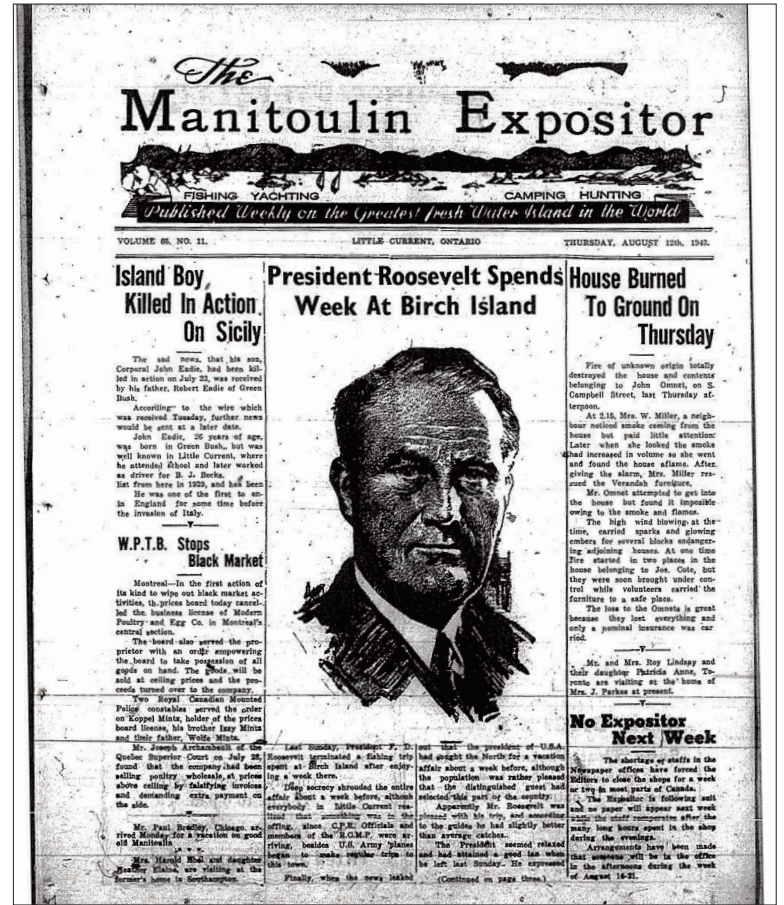 The
Manitoulin Expositor
FISHING YACHTING CAMPING HUNTING
Published Weekly on the Greatest fresh Water Island in the World
VOLUME 65, NO. 11. LITTLE CURRENT, ONTARIO THURSDAY, AUGUST 12th, 1943.
Island Boy
Killed In Action
On Sicily
The sad news, that his son,
Corporal John Eadie, had been kil-
led in action on July 23, was received
by his father, Robert Eadie of Green
Bush.
According to the wire which
was received Tuesday, further news
would be sent at a later date.
John Eadie, 26 years of age,
was born in Green Bush, but was
well known in Little Current, where
he attended school and later worked
as driver for B. J. Becks.
list from here in 1939, and has been
He was one of the first to en-
in England for some time before
the invasion of Italy.
W.P.T.B. Stops
Black Market
Montreal—In the first action of
its kind to wipe out black market ac-
tivities, th prices board today cancel-
led the business license of Modern
Poultry and Egg Co. in Montreal's
central section.
The board also served the pro-
prietor with an order empowering
the board to take possession of all
goods on hand. The goods will be
sold at ceiling prices and the pro-
ceeds turned over to the company.
Two Royal Canadian Mounted
Police constables served the order
on Koppel Mintz, holder of the prices
board license, his brother Izzy Mintz
and their father, Wolfe Mintz.
Mr. Joseph Archambault of the
Quebec Superior Court on July 28,
found that the company had been
selling poultry wholesale at prices
above ceiling by falsifying invoices
and demanding extra payment on
the side.
Mr. Paul Bradley, Chicago, ar-
rived Monday for a vacation on good
old Manitoulin
Mrs. Harold and daughter
Heather Elaine, are visiting at the
former's home in Southampton.
President Roosevelt Spends
Week At Birch Island
Last Sunday, President F. D.
Roosevelt terminated a fishing trip
spent at Birch Island after enjoy-
ing a week there.
Deep secrecy shrouded the entire
affair about a week before, although
everybody in Little Current rea-
lized that something was in the
offing, since C.P.R. Officials and
members of the R.C.M.P. were ar-
riving, besides U.S. Army planes
began to make regular trips to
this town.
Finally, when the news leaked
out that the president of U.S.A.
had sought the North for a vacation
affair about a week before, although
the population was rather pleased
that the distinguished guest had
selected this part of the country.
Apparently Mr. Roosevelt was
pleased with his trip, and according
to the guides he had slightly better
than average catches.
The President seemed relaxed
and had attained a good tan when
he left last Sunday. He expressed
(Continued on page three.)
House Burned
To Ground On
Thursday
Fire of unknown origin totally
destroyed the house and contents
belonging to John Omnet, on S.
Campbell Street, last Thursday af-
ternoon.
At 2.15, Mrs. W. Miller, a neigh-
bour noticed smoke coming from the
house but paid little attention.
Later when she looked the smoke
had increased in volume so she went
and found the house aflame. After
giving the alarm, Mrs. Miller res-
cued the Verandah furniture.
Mr. Omnet attempted to get into
the house but found it impossible
owing to the smoke and flames.
The high wind blowing at the
time, carried sparks and glowing
embers for several blocks endanger-
ing adjoining houses. At one time
fire started in two places in the
house belonging to Jos. Cote, but
they were soon brought under con-
trol while volunteers carried the
furniture to a safe place.
The loss to the Omnets is great
because they lost everything and
only a nominal insurance was car
ried.
Mr. and Mrs. Roy Lindsay and
their daughter Patricia Anne, To-
ronto are visiting at the home of
Mrs. J. Parkes at present.
No Expositor
Next Week
The shortage of staffs in the
Newspaper offices have forced the
Editors to close the shops for a week
or two in most parts of Canada.
The Expositor is following suit
and no paper will appear next week
while the staff recuperates after the
many long hours spent in the shop
during the evenings.
Arrangements have been made
that someone will be in the office
in the afternoons during the week
of August 16-21.